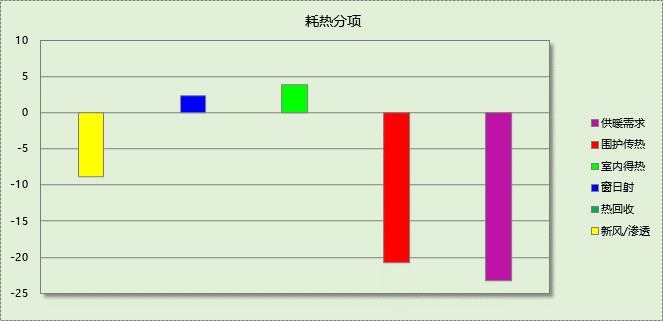 耗热分项
10
5
0
-5
-10
-15
-20
-25
供暖需求
围护传热
室内得热
窗日射
热回收
新风/渗透